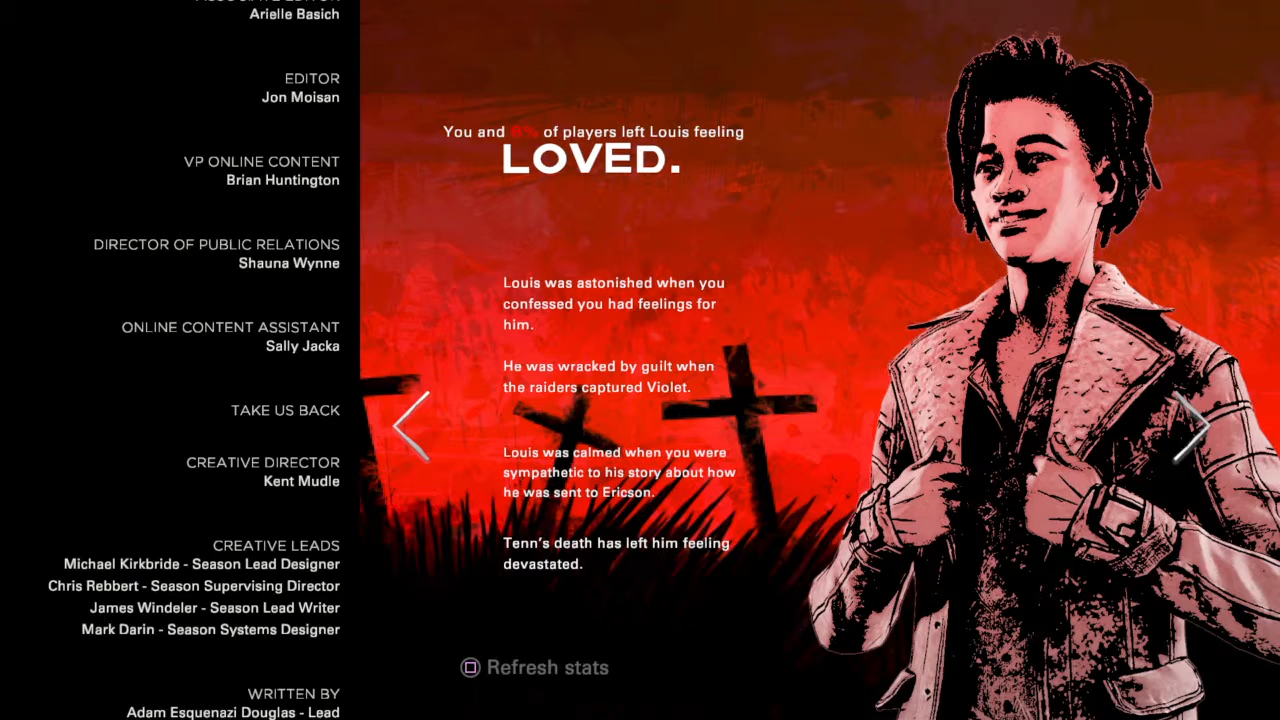 Arielle Basich
EDITOR
Jon Moisan
VP ONLINE CONTENT
Brian Huntington
DIRECTOR OF PUBLIC RELATIONS
Shauna Wynne
ONLINE CONTENT ASSISTANT
Sally Jacka
TAKE US BACK
CREATIVE DIRECTOR
Kent Mudle
CREATIVE LEADS
Michael Kirkbride - Season Lead Designer
Chris Rebbert - Season Supervising Director
James Windeler - Season Lead Writer
Mark Darin - Season Systems Designer
WRITTEN BY
Adam Esquenazi Douglas - Lead
You and of players left Louis feeling
LOVED.
Louis was astonished when you
confessed you had feelings for
him.
He was wracked by guilt when
the raiders captured Violet.
Louis was calmed when you were
sympathetic to his story about how
he was sent to Ericson.
Tenn's death has left him feeling
devastated.
Refresh stats